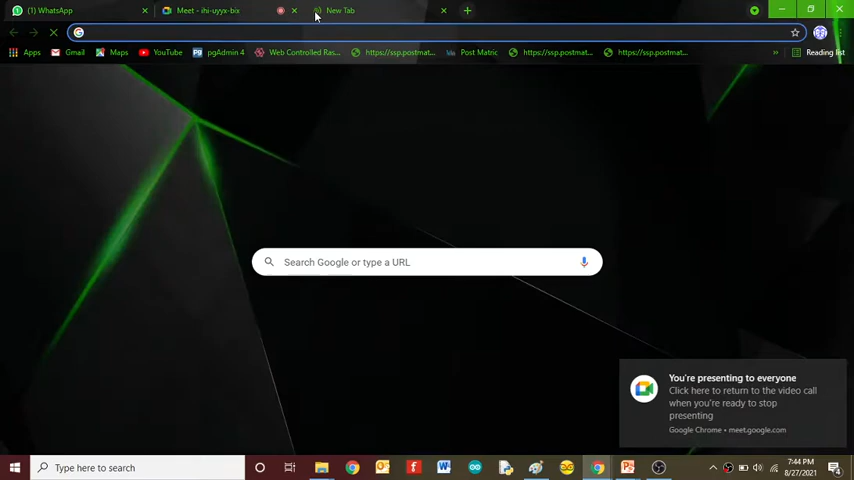 (1) WhatsApp
Meet - ihi-uyyx-bix
New Tab
Apps
Gmail
Maps
YouTube
pgAdmin 4
Web Controlled Ras...
https://ssp.postmat...
Post Matric
https://ssp.postmat...
https://ssp.postmat...
»
Reading list
Search Google or type a URL
You're presenting to everyone
Click here to return to the video call
when you're ready to stop
presenting
Google Chrome • meet.google.com
Type here to search
7:44 PM
8/27/2021
4